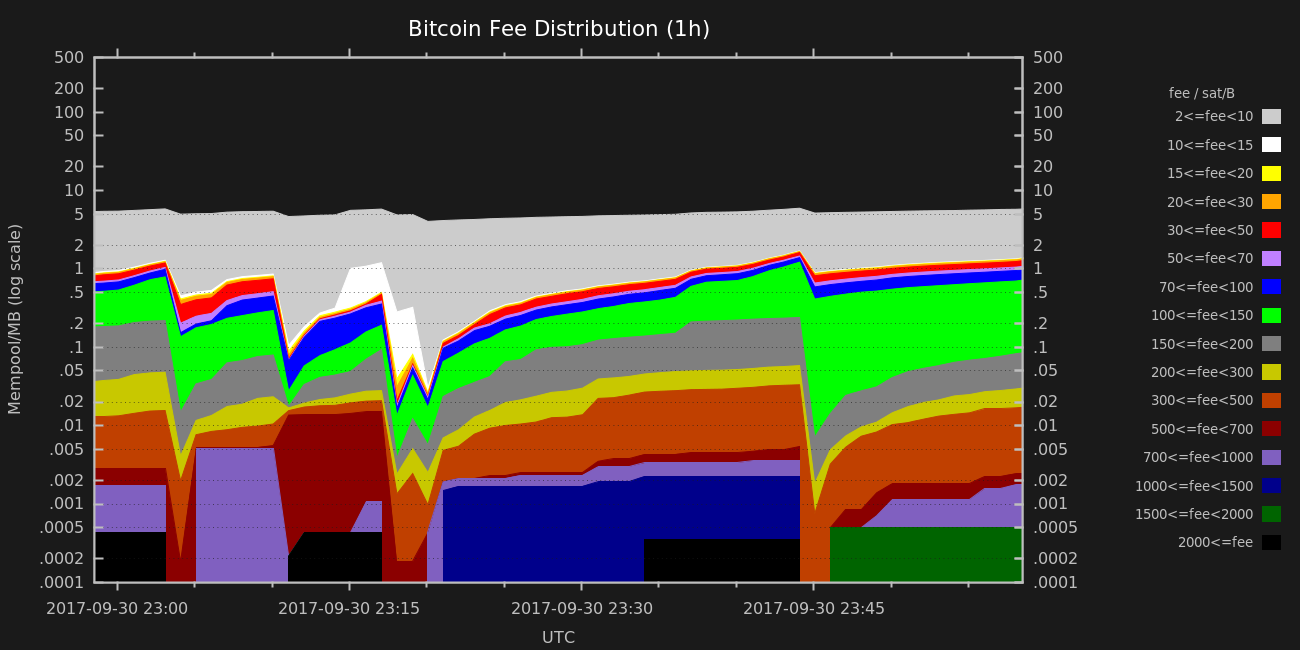 Bitcoin Fee Distribution (1h)
Mempool/MB (log scale)
500
200
100
50
20
10
5
2
1
.5
.2
.1
.05
.02
.01
.005
.002
.001
.0005
.0002
.0001
500
200
100
50
20
10
5
2
1
.5
.2
.1
.05
.02
.01
.005
.002
.001
.0005
.0002
.0001
2017-09-30 23:00 2017-09-30 23:15 2017-09-30 23:30 2017-09-30 23:45
UTC
fee / sat/B
2<=fee<10
10<=fee<15
15<=fee<20
20<=fee<30
30<=fee<50
50<=fee<70
70<=fee<100
100<=fee<150
150<=fee<200
200<=fee<300
300<=fee<500
500<=fee<700
700<=fee<1000
1000<=fee<1500
1500<=fee<2000
2000<=fee